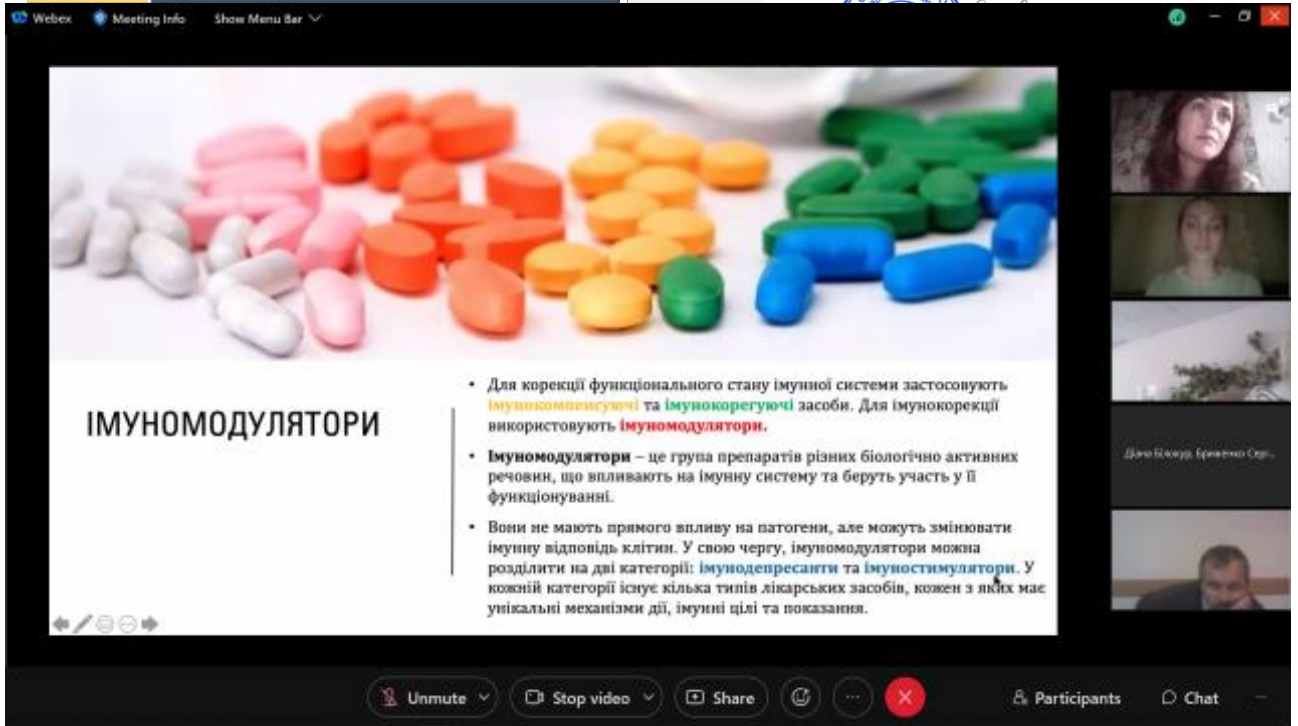 Webex
Meeting Info
Show Menu Bar
ІМУНОМОДУЛЯТОРИ
• Для корекції функціонального стану імунної системи застосовують
імунокомпенсуючі та імунокорегуючі засоби. Для імунокорекції
використовують імуномодулятори.
• Імуномодулятори – це група препаратів різних біологічно активних
речовин, що впливають на імунну систему та беруть участь у її
функціонуванні.
• Вони не мають прямого впливу на патогени, але можуть змінювати
імунну відповідь клітин. У свою чергу, імуномодулятори можна
розділити на дві категорії: імунодепресанти та імуностимулятори. У
кожній категорії існує кілька типів лікарських засобів, кожен з яких має
унікальні механізми дії, імунні цілі та показання.
Діана Білокур,
Unmute
Stop video
Share
Participants
Chat